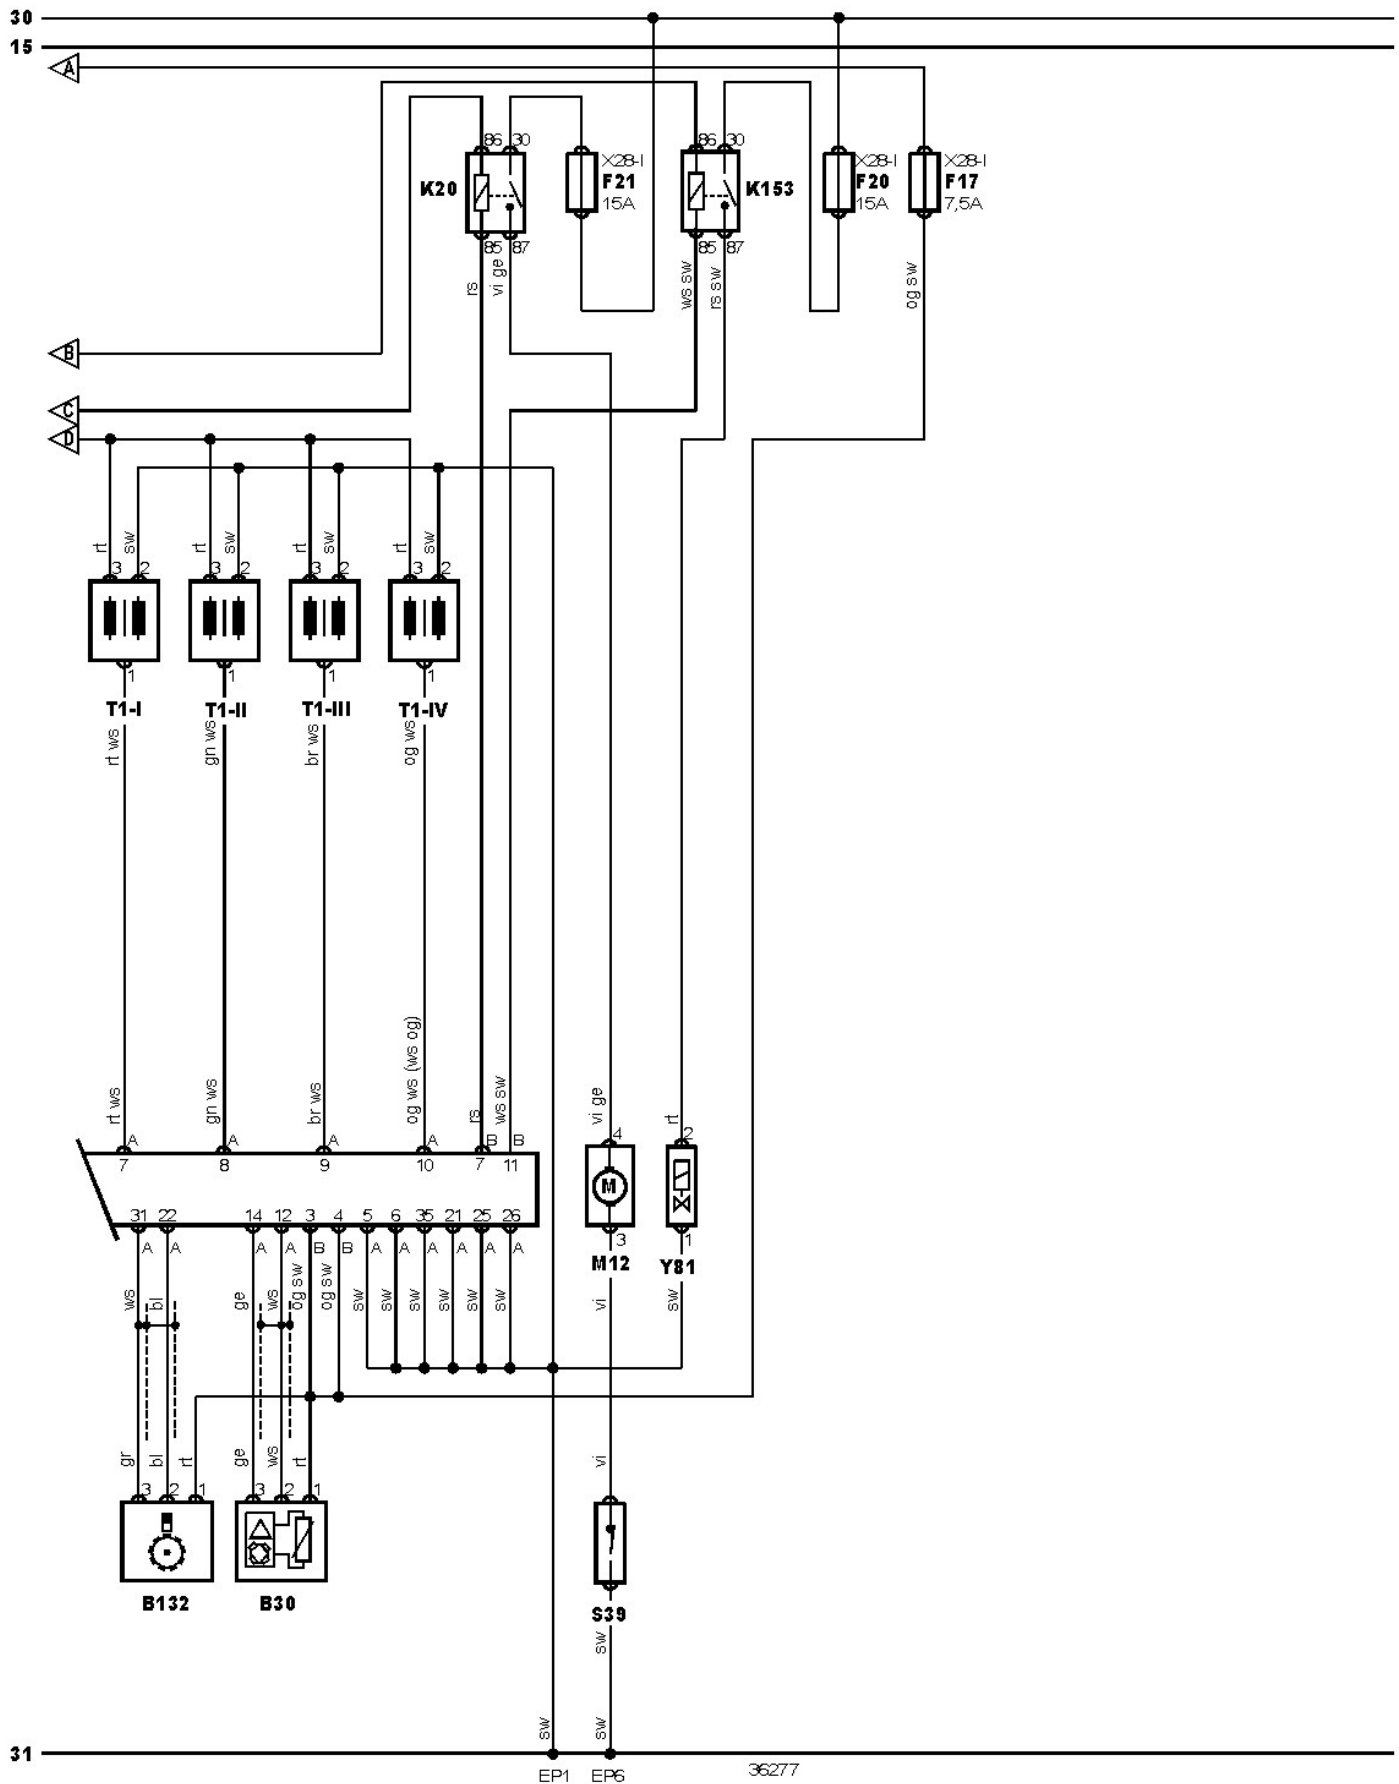 30
15
A
86 30 86 30
X28-I X28-I X28-I
K20 F21 K153 F20 F17
15A 15A 7,5A
85 87 85 87
rs vi ge ws sw rs sw og sw
B
C
D
rt sw rt sw rt sw rt sw
3 2 3 2 3 2 3 2
1 1 1 1
T1-I T1-II T1-III T1-IV
rt ws gn ws br ws og ws
rt ws gn ws br ws og ws (ws og) rs ws sw vi ge rt
A A A A B B 4 2
7 8 9 10 7 11
M
31 22 14 12 3 4 5 6 35 21 25 26
3 1
A A A A B B A A A A A A
M12 Y81
ws bl ge ws og sw og sw sw sw sw sw sw sw vi sw
gr bl rt ge ws rt vi
3 2 1 3 2 1
B132 B30
S39
sw
sw sw
31
EP1 EP6 36277